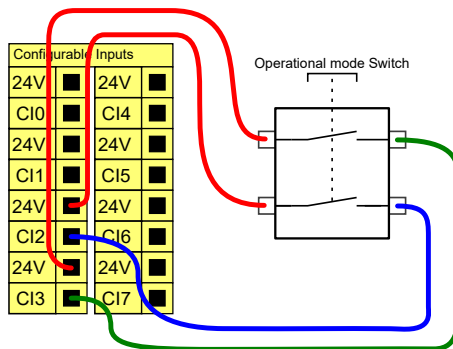 Configurable Inputs
24V 24V
CI0 CI4
24V 24V
CI1 CI5
24V 24V
CI2 CI6
24V 24V
CI3 CI7
Operational mode Switch